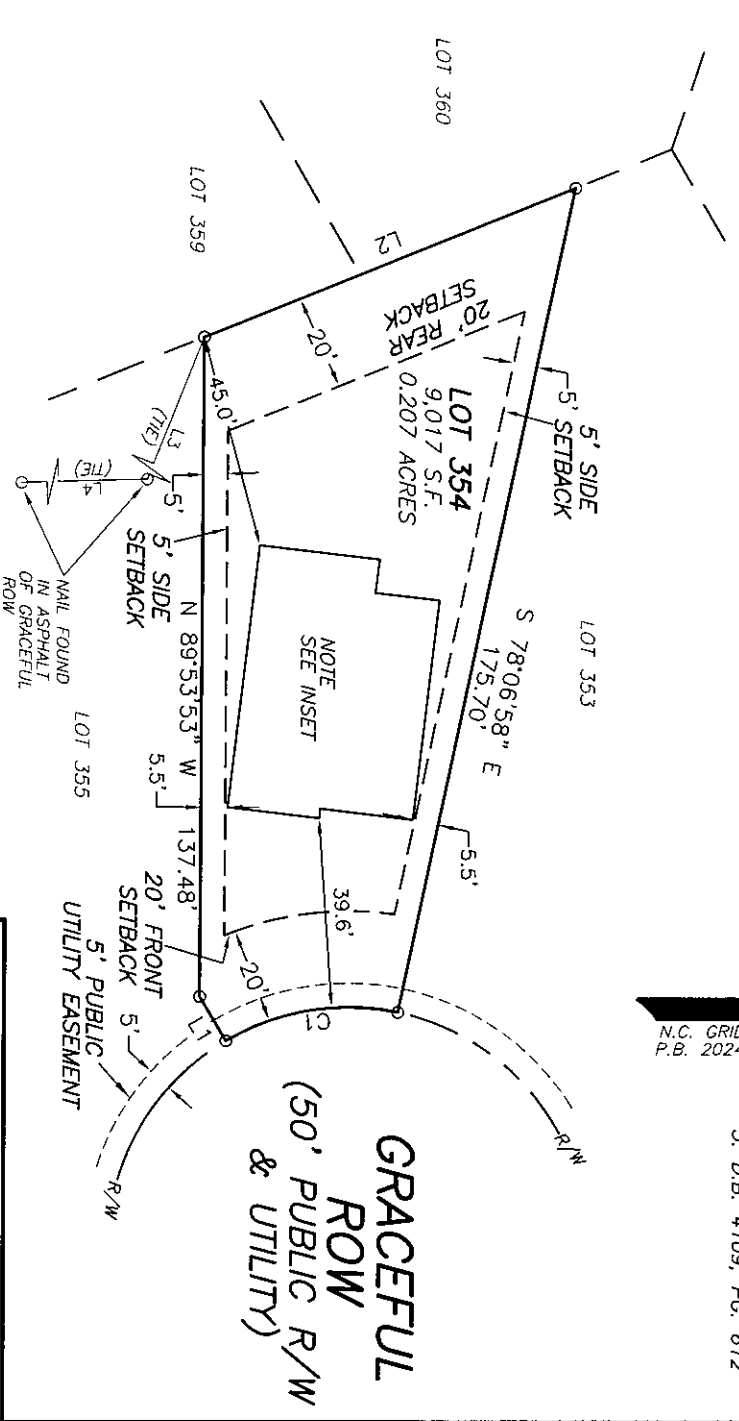 N.C. GRID
P.B. 2024
D.B. 4109, PG. 872
LOT 360
LOT 359
LOT 353
L2
20' REAR
SETBACK
20'
LOT 354
9,017 S.F.
0.207 ACRES
5'
5' SIDE
SETBACK
S 78°06'58" E
175.70'
45.0'
L3
(TIE)
L4
(TIE)
5'
5' SIDE
SETBACK
NOTE
SEE INSET
N 89°53'53" W 137.48'
5.5'
5.5'
39.6'
NAIL FOUND
IN ASPHALT
OF GRACEFUL
ROW
LOT 355
20' FRONT
SETBACK
20'
5'
5' PUBLIC
UTILITY EASEMENT
L1
C1
R/W
R/W
GRACEFUL
ROW
(50' PUBLIC R/W
& UTILITY)